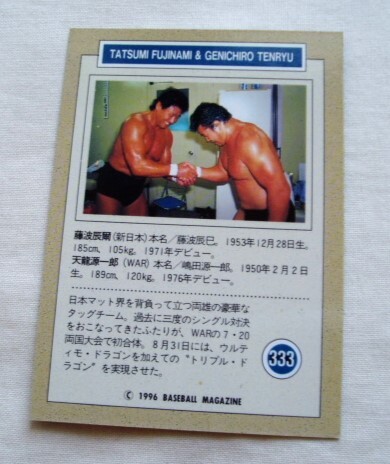 TATSUMI FUJINAMI & GENICHIRO TENRYU
藤波辰爾(新日本)本名／藤波辰巳。1953年12月28日生。
185㎝、105kg。1971年デビュー。
天龍源一郎(WAR)本名／嶋田源一郎。1950年2月2日
生。189㎝、120kg。1976年デビュー。
日本マット界を背負って立つ両雄の豪華な
タッグチーム。過去に三度のシングル対決
をおこなってきたふたりが、WARの7・20
両国大会で初合体。8月31日には、ウルテ
ィモ・ドラゴンを加えての〝トリプル・ド
ラゴン〟を実現させた。
333
© 1996 BASEBALL MAGAZINE